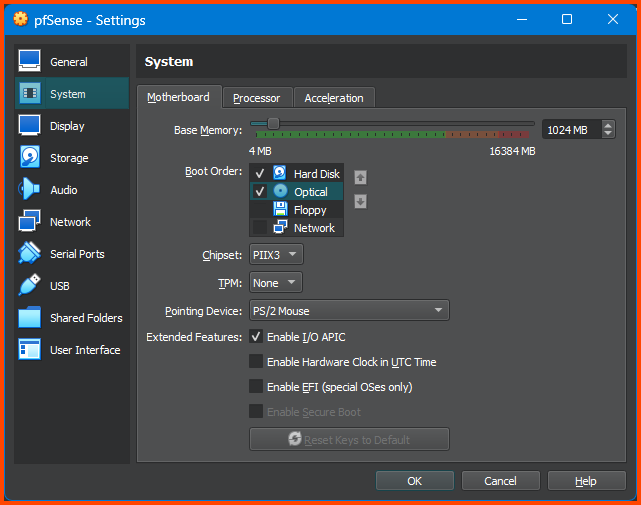 pfSense - Settings
General
System
Display
Storage
Audio
Network
Serial Ports
USB
Shared Folders
User Interface
System
Motherboard Processor Acceleration
Base Memory: 1024 MB
4 MB 16384 MB
Boot Order: Hard Disk
Optical
Floppy
Network
Chipset: PIIX3
TPM: None
Pointing Device: PS/2 Mouse
Extended Features: Enable I/O APIC
Enable Hardware Clock in UTC Time
Enable EFI (special OSes only)
Enable Secure Boot
Reset Keys to Default
OK Cancel Help